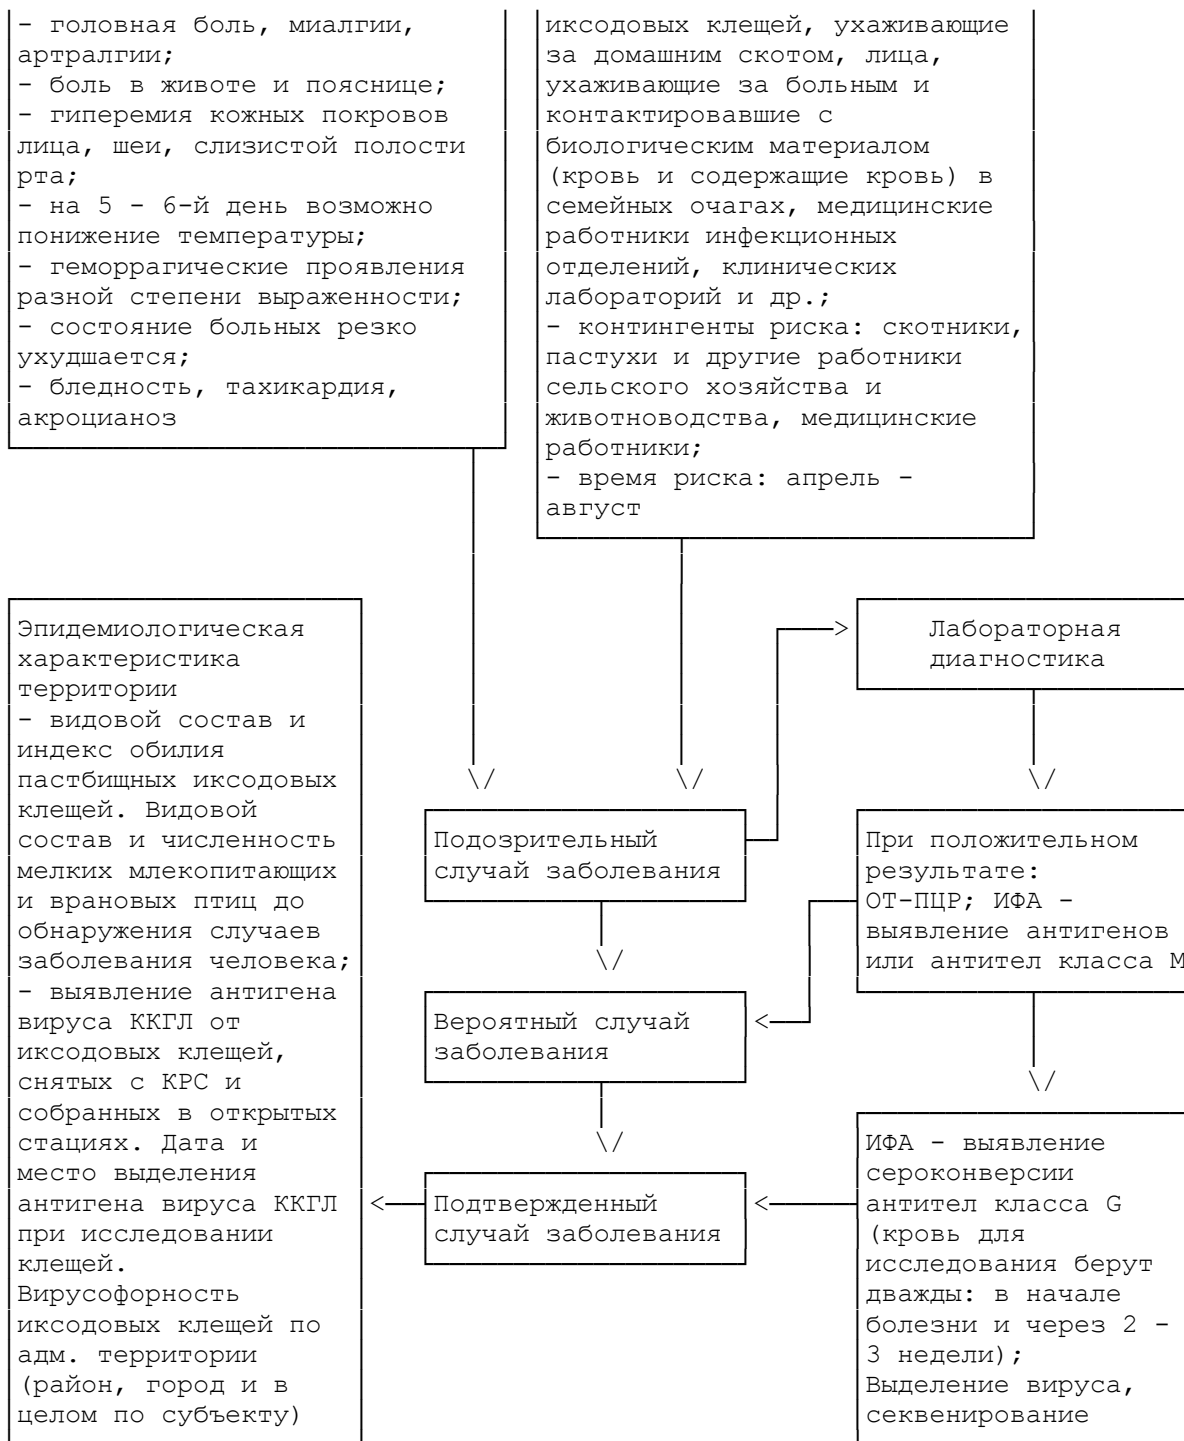 - головная боль, миалгии,
артралгии;
- боль в животе и пояснице;
- гиперемия кожных покровов
лица, шеи, слизистой полости
рта;
- на 5 - 6-й день возможно
понижение температуры;
- геморрагические проявления
разной степени выраженности;
- состояние больных резко
ухудшается;
- бледность, тахикардия,
акроцианоз
иксодовых клещей, ухаживающие
за домашним скотом, лица,
ухаживающие за больным и
контактировавшие с
биологическим материалом
(кровь и содержащие кровь) в
семейных очагах, медицинские
работники инфекционных
отделений, клинических
лабораторий и др.;
- контингенты риска: скотники,
пастухи и другие работники
сельского хозяйства и
животноводства, медицинские
работники;
- время риска: апрель -
август
Эпидемиологическая
характеристика
территории
- видовой состав и
индекс обилия
пастбищных иксодовых
клещей. Видовой
состав и численность
мелких млекопитающих
и врановых птиц до
обнаружения случаев
заболевания человека;
- выявление антигена
вируса ККГЛ от
иксодовых клещей,
снятых с КРС и
собранных в открытых
стациях. Дата и
место выделения
антигена вируса ККГЛ
при исследовании
клещей.
Вирусофорность
иксодовых клещей по
адм. территории
(район, город и в
целом по субъекту)
Подозрительный
случай заболевания
Вероятный случай
заболевания
Подтвержденный
случай заболевания
Лабораторная
диагностика
При положительном
результате:
ОТ-ПЦР; ИФА -
выявление антигенов
или антител класса M
ИФА - выявление
сероконверсии
антител класса G
(кровь для
исследования берут
дважды: в начале
болезни и через 2 -
3 недели);
Выделение вируса,
секвенирование